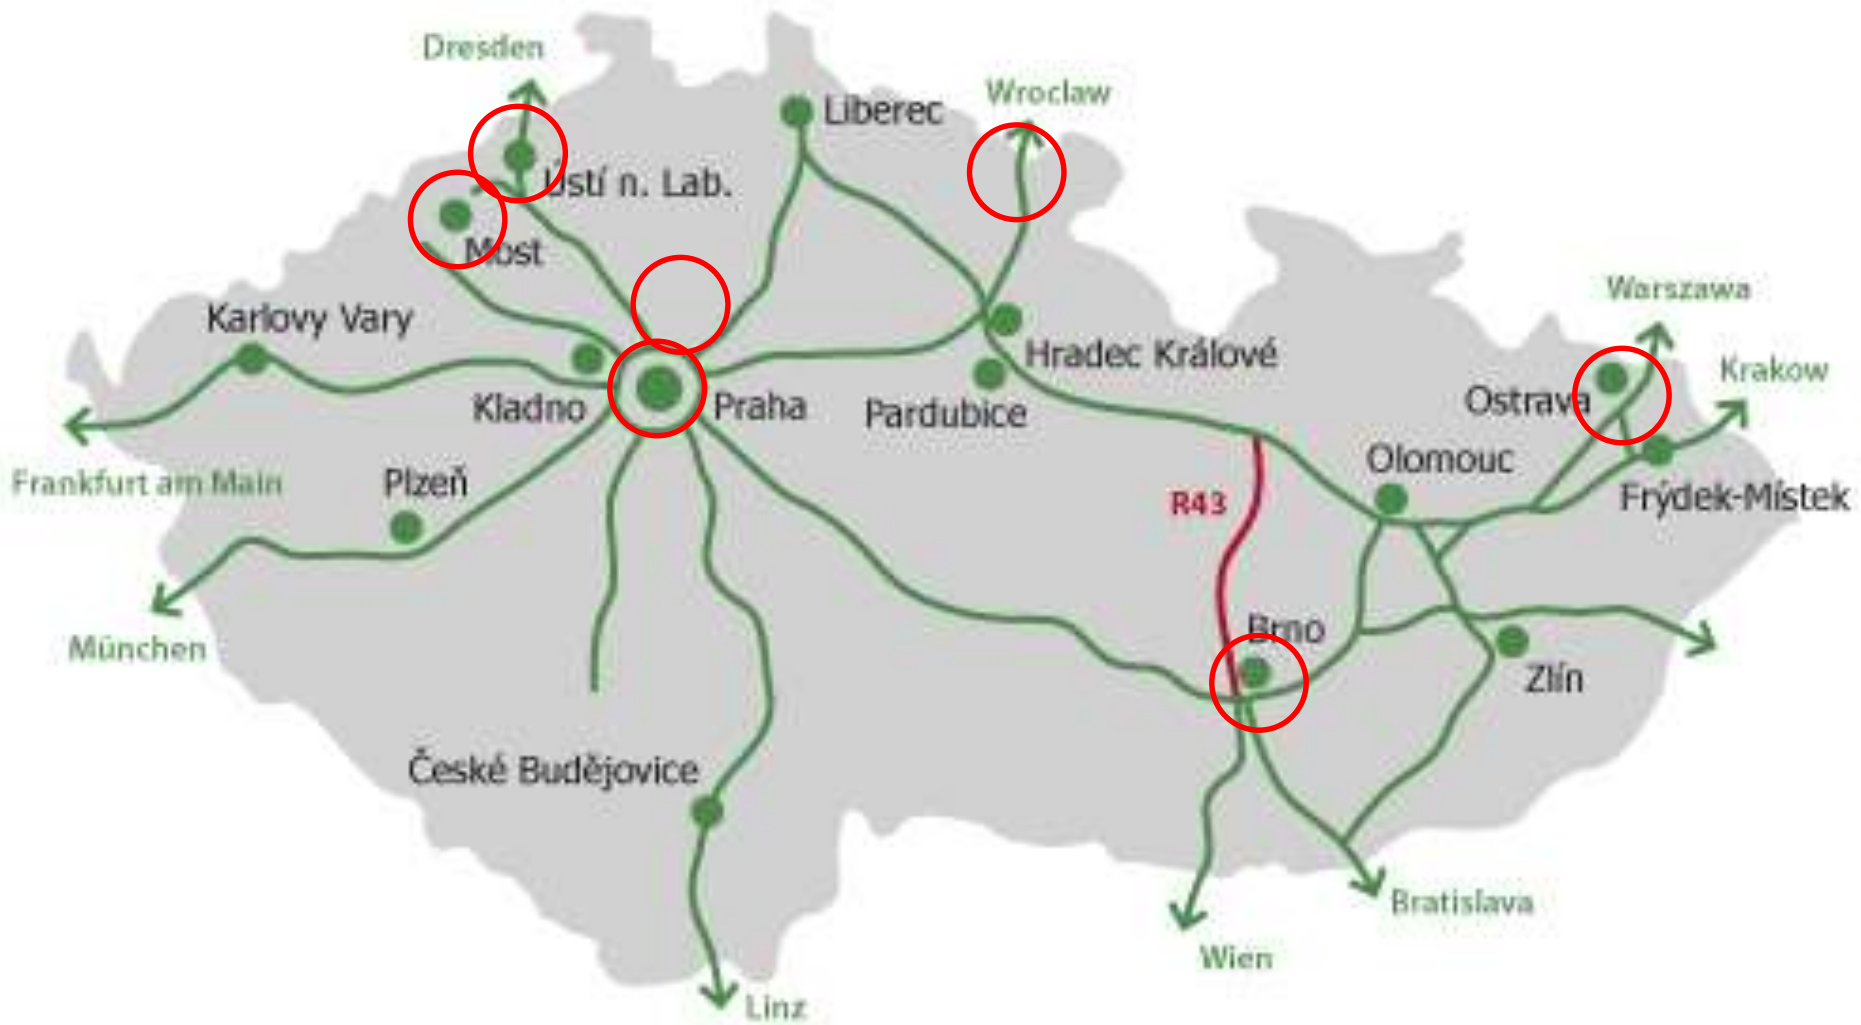 Dresden
Wroclaw
Liberec
Ústí n. Lab.
Most
Karlovy Vary
Warszawa
Hradec Králové
Krakow
Ostrava
Kladno
Praha
Pardubice
Olomouc
Frankfurt am Main
Plzeň
R43
Frýdek-Místek
Brno
München
Zlín
České Budějovice
Bratislava
Wien
Linz